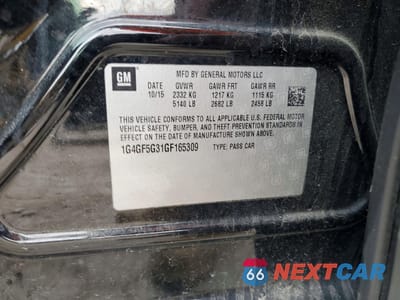 GM
MFD BY GENERAL MOTORS LLC
DATE GVWR GAWR FRT GAWR RR
10/15 2332 KG 1217 KG 1115 KG
5140 LB 2682 LB 2458 LB
THIS VEHICLE CONFORMS TO ALL APPLICABLE U.S. FEDERAL MOTOR
VEHICLE SAFETY, BUMPER, AND THEFT PREVENTION STANDARDS IN
EFFECT ON THE DATE OF MANUFACTURE SHOWN ABOVE.
1G4GF5G31GF165309 TYPE: PASS CAR
66 NEXTCAR